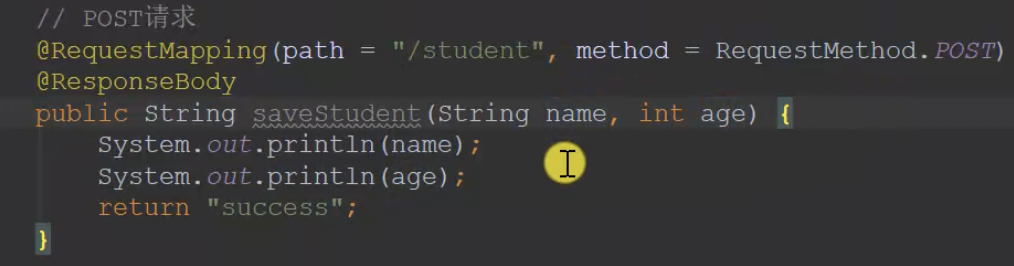 // POST请求
@RequestMapping(path = "/student", method = RequestMethod.POST)
@ResponseBody
public String saveStudent(String name, int age) {
    System.out.println(name);
    System.out.println(age);
    return "success";
}